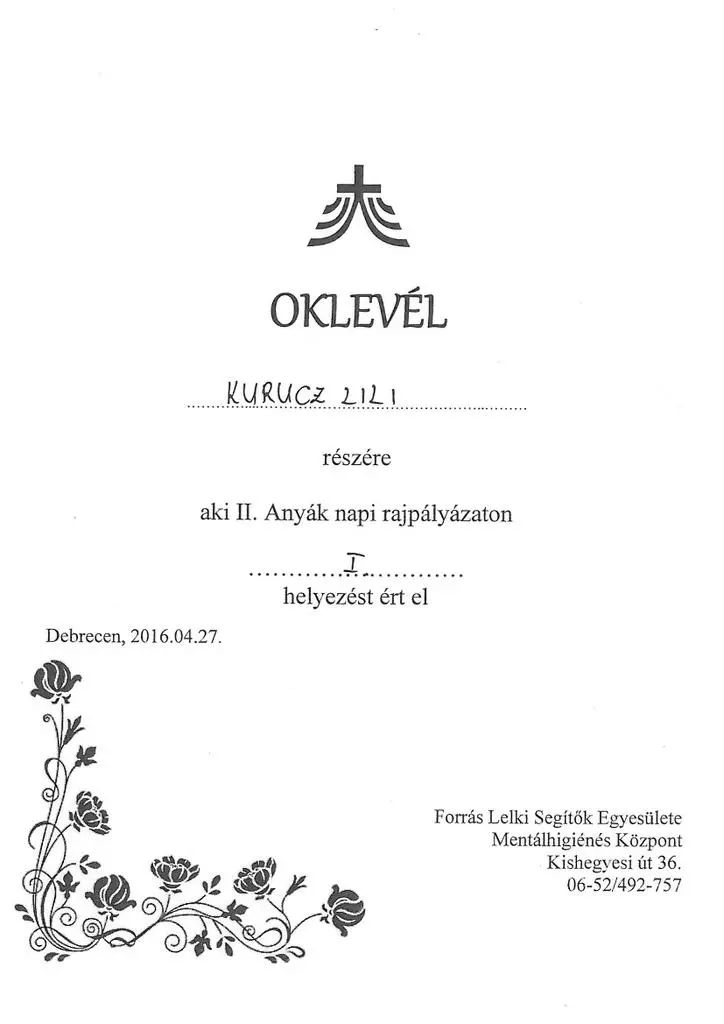 OKLEVÉL
KURUCZ LILI
részére
aki II. Anyák napi rajpályázaton
I.
helyezést ért el
Debrecen, 2016.04.27.
Forrás Lelki Segítők Egyesülete
Mentálhigiénés Központ
Kishegyesi út 36.
06-52/492-757